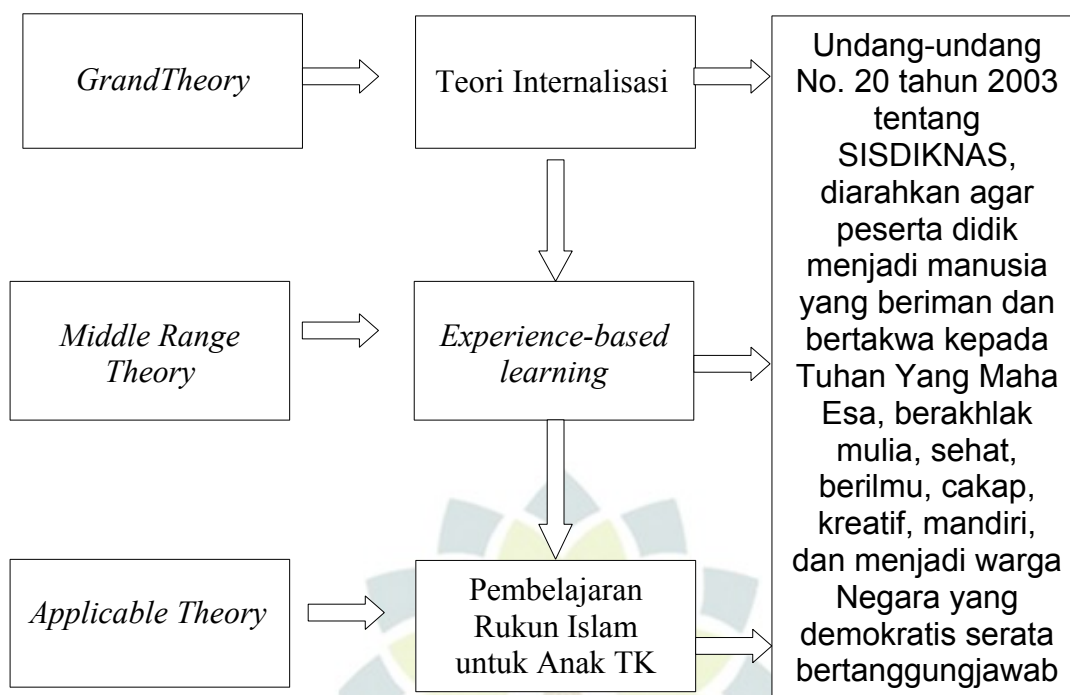 GrandTheory
Teori Internalisasi
Undang-undang
No. 20 tahun 2003
tentang
SISDIKNAS,
diarahkan agar
peserta didik
menjadi manusia
yang beriman dan
bertakwa kepada
Tuhan Yang Maha
Esa, berakhlak
mulia, sehat,
berilmu, cakap,
kreatif, mandiri,
dan menjadi warga
Negara yang
demokratis serata
bertanggungjawab
Middle Range
Theory
Experience-based
learning
Applicable Theory
Pembelajaran
Rukun Islam
untuk Anak TK